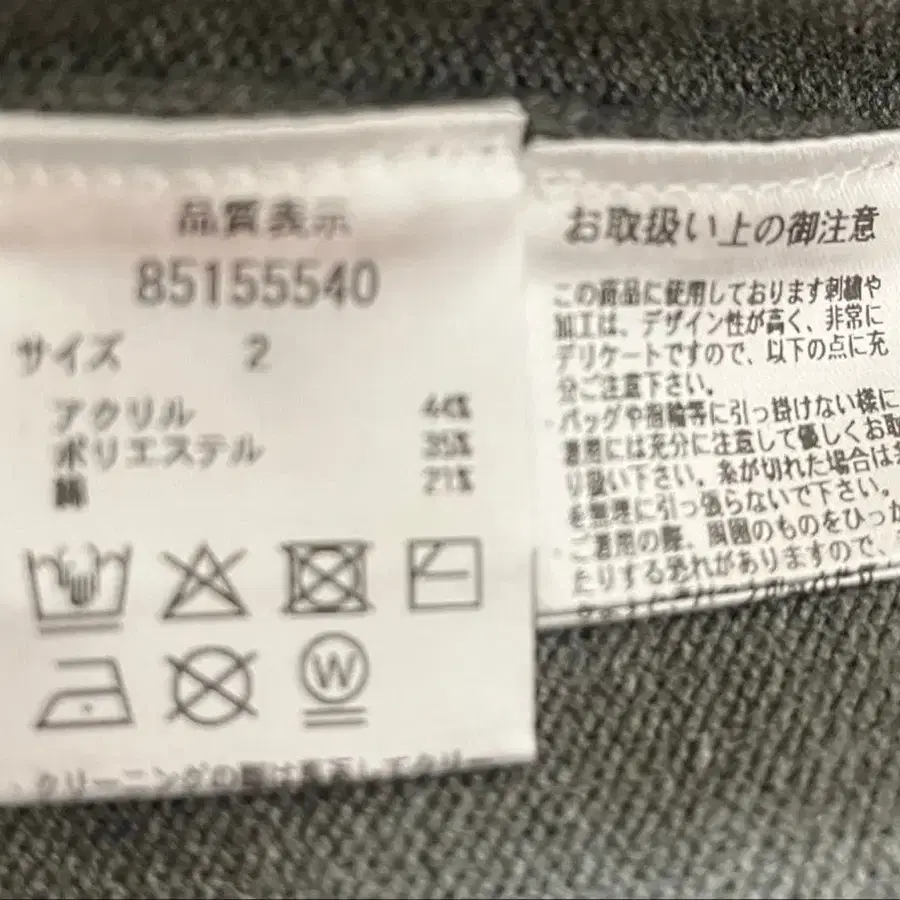 品質表示
85155540
サイズ 2
アクリル 44%
ポリエステル 35%
綿 21%
W
お取扱い上の御注意
この商品に使用しております刺繍や
加工は、デザイン性が高く、非常に
デリケートですので、以下の点に充
分ご注意下さい。
・バッグや指輪等に引っ掛けない様に
着用には充分に注意して優しくお取
り扱い下さい。糸が切れた場合は
を無理に引っ張らないで下さい。
・ご着用の際、周囲のものをひっか
たりする恐れがありますので、